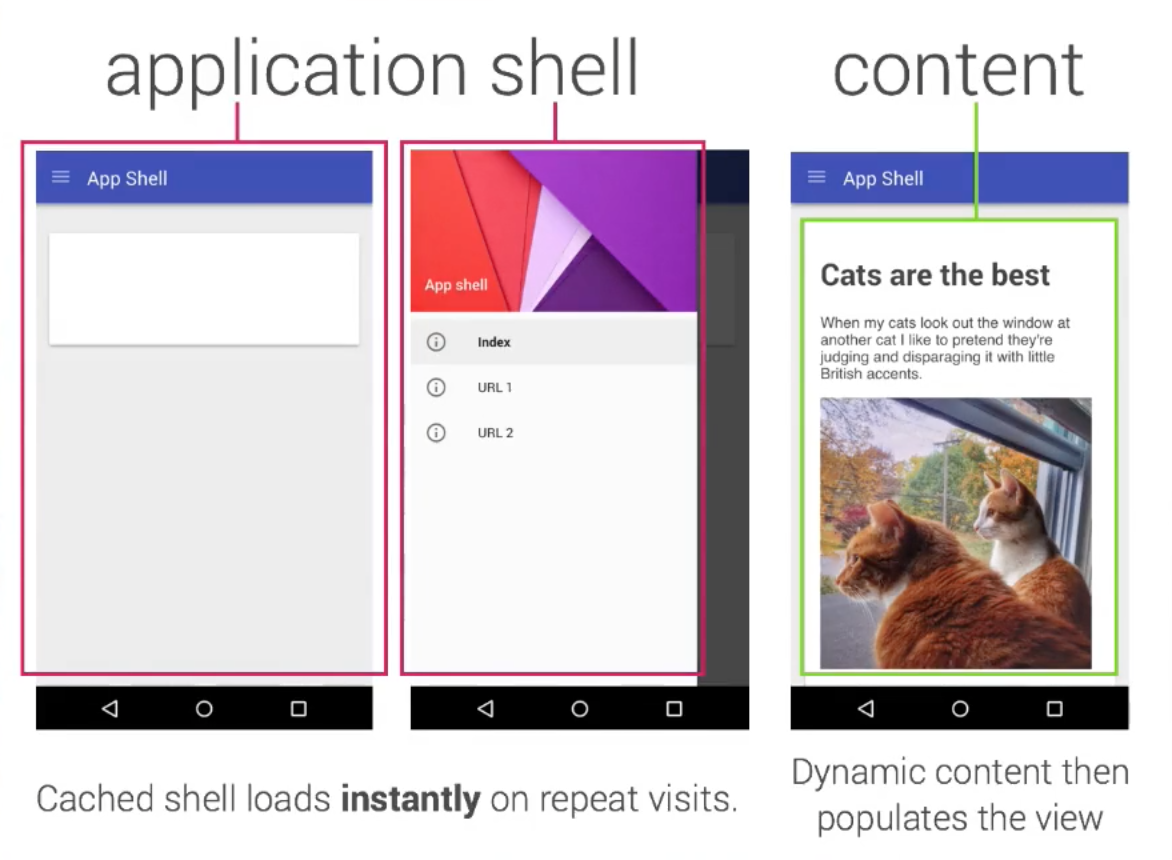 application shell
content
App Shell
App shell
Index
URL 1
URL 2
App Shell
Cats are the best
When my cats look out the window at
another cat I like to pretend they're
judging and disparaging it with little
British accents.
Cached shell loads instantly on repeat visits.
Dynamic content then
populates the view